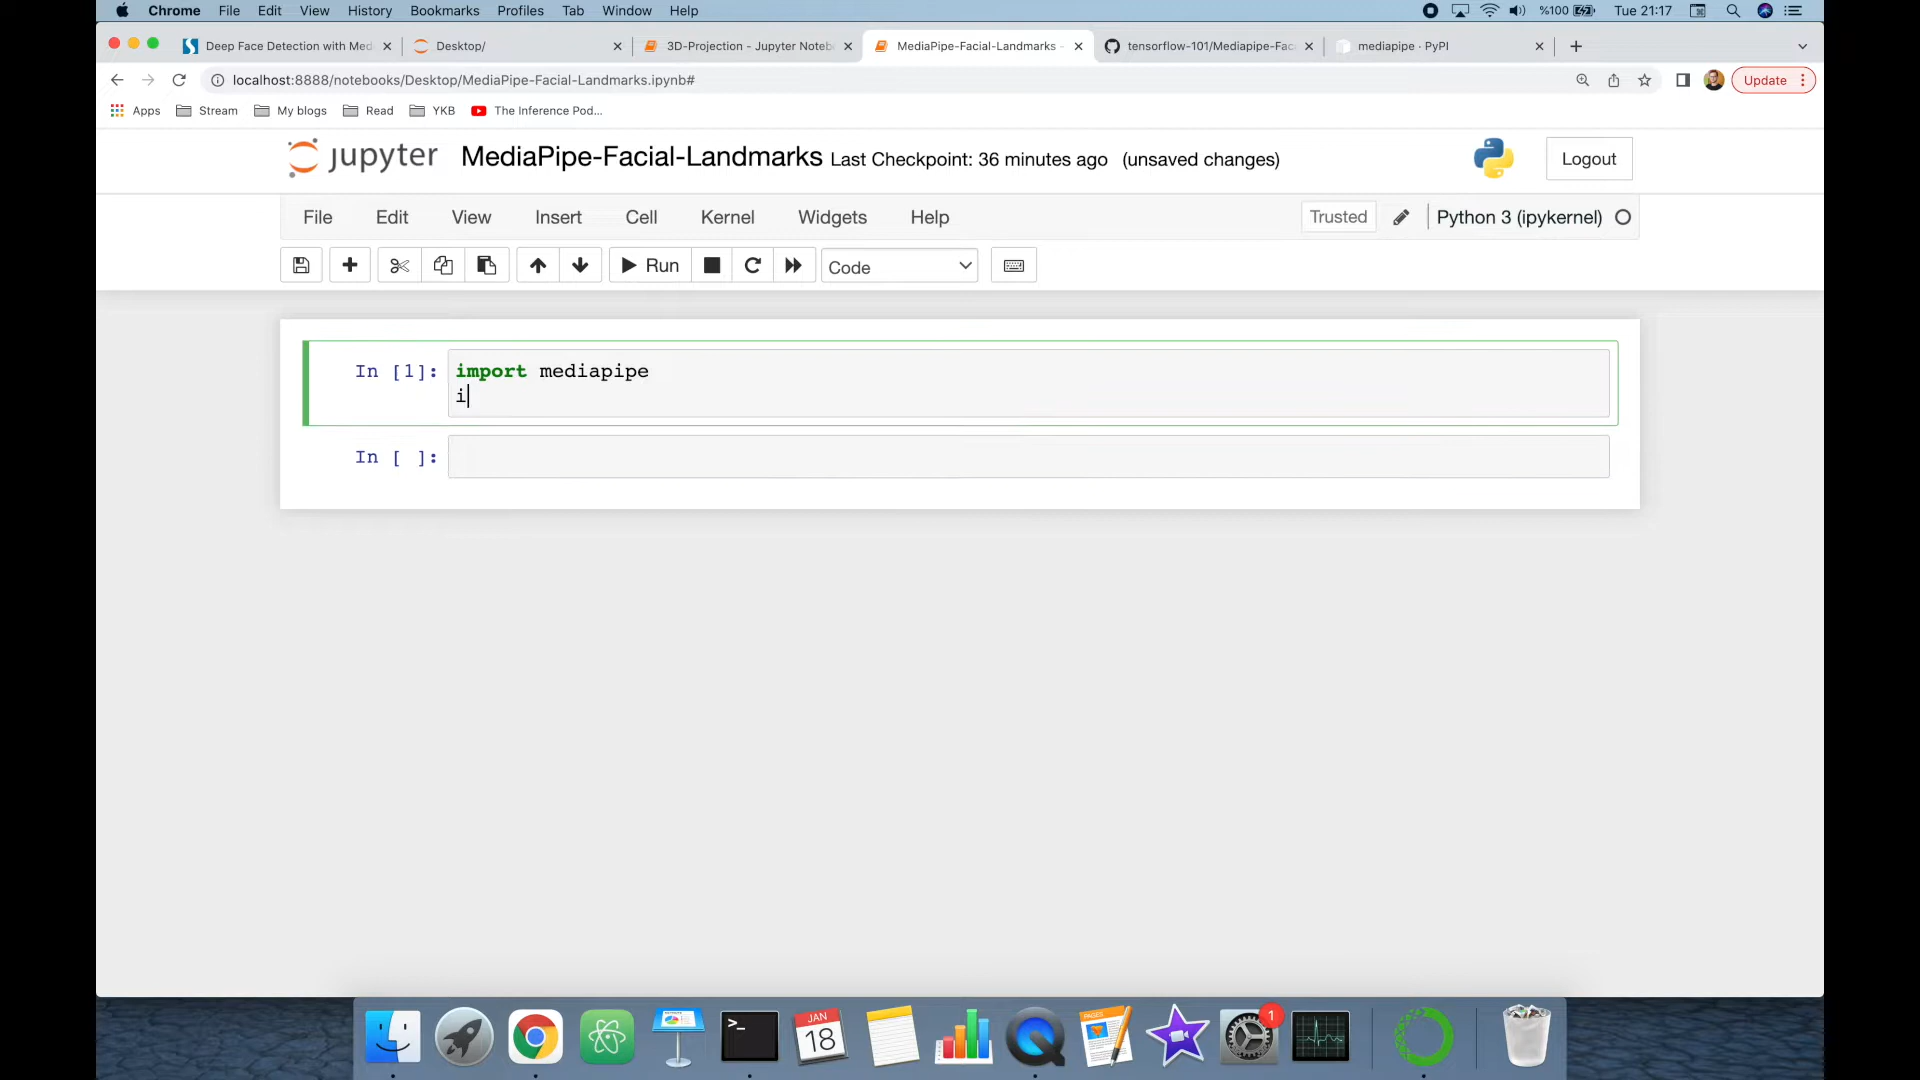 Chrome File Edit View History Bookmarks Profiles Tab Window Help %100 Tue 21:17
Deep Face Detection with Med Desktop/ 3D-Projection - Jupyter Noteb MediaPipe-Facial-Landmarks - tensorflow-101/Mediapipe-Fac mediapipe · PyPI
localhost:8888/notebooks/Desktop/MediaPipe-Facial-Landmarks.ipynb# Update
Apps Stream My blogs Read YKB The Inference Pod...
jupyter MediaPipe-Facial-Landmarks Last Checkpoint: 36 minutes ago (unsaved changes) Logout
File Edit View Insert Cell Kernel Widgets Help Trusted Python 3 (ipykernel)
Run Code
In [1]: import mediapipe
i
In [ ]:
JAN
18
PAGES
1